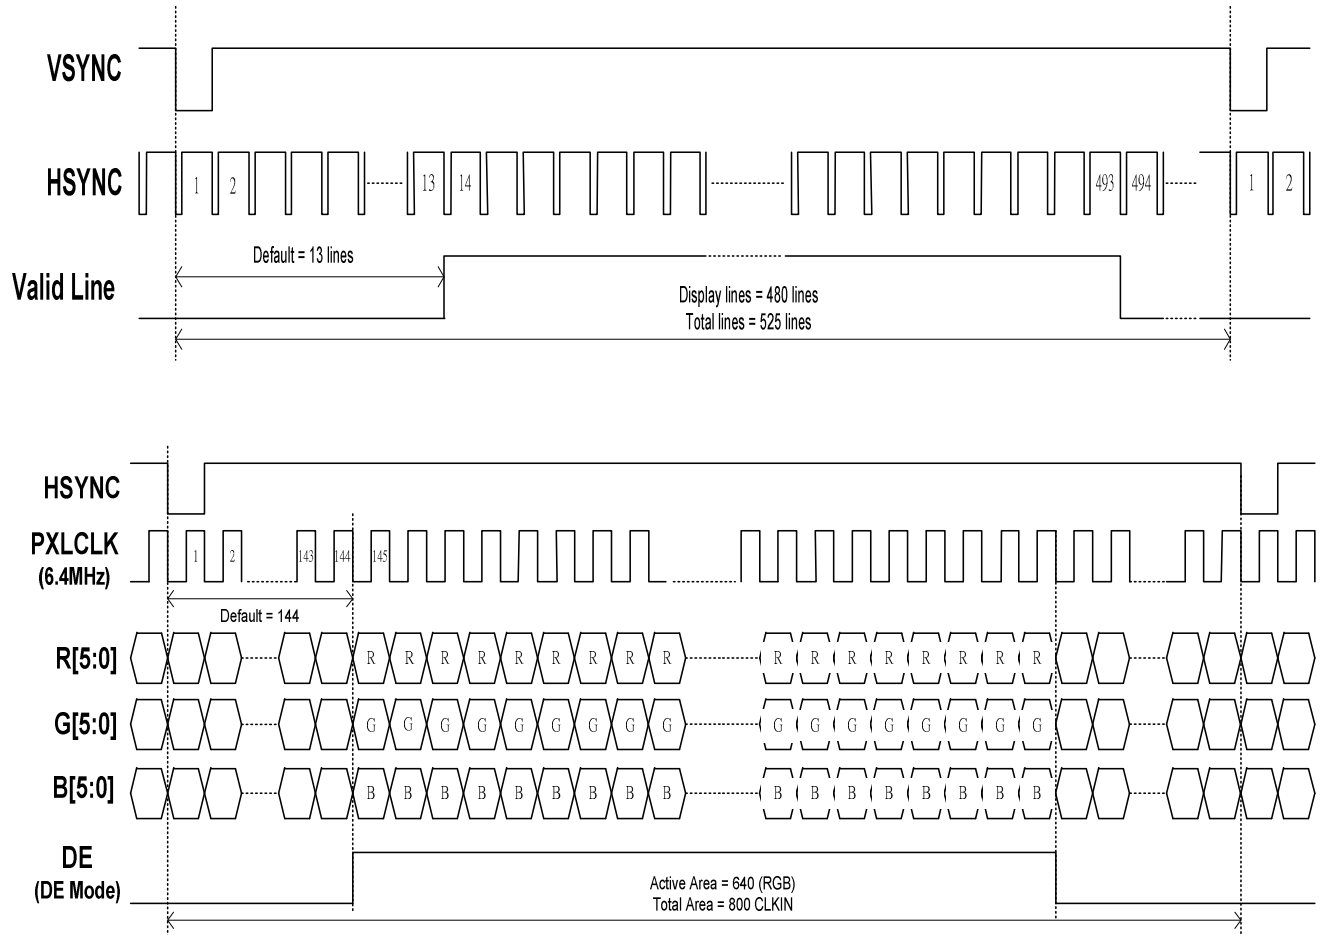 VSYNC
HSYNC
1 2 13 14 493 494 1 2
Default = 13 lines
Valid Line
Display lines = 480 lines
Total lines = 525 lines
HSYNC
PXLCLK
(6.4MHz)
1 2 143 144 145
Default = 144
R[5:0]
R R R R R R R R R R R R R R R R R
G[5:0]
G G G G G G G G G G G G G G G G G
B[5:0]
B B B B B B B B B B B B B B B B B
DE
(DE Mode)
Active Area = 640 (RGB)
Total Area = 800 CLKIN